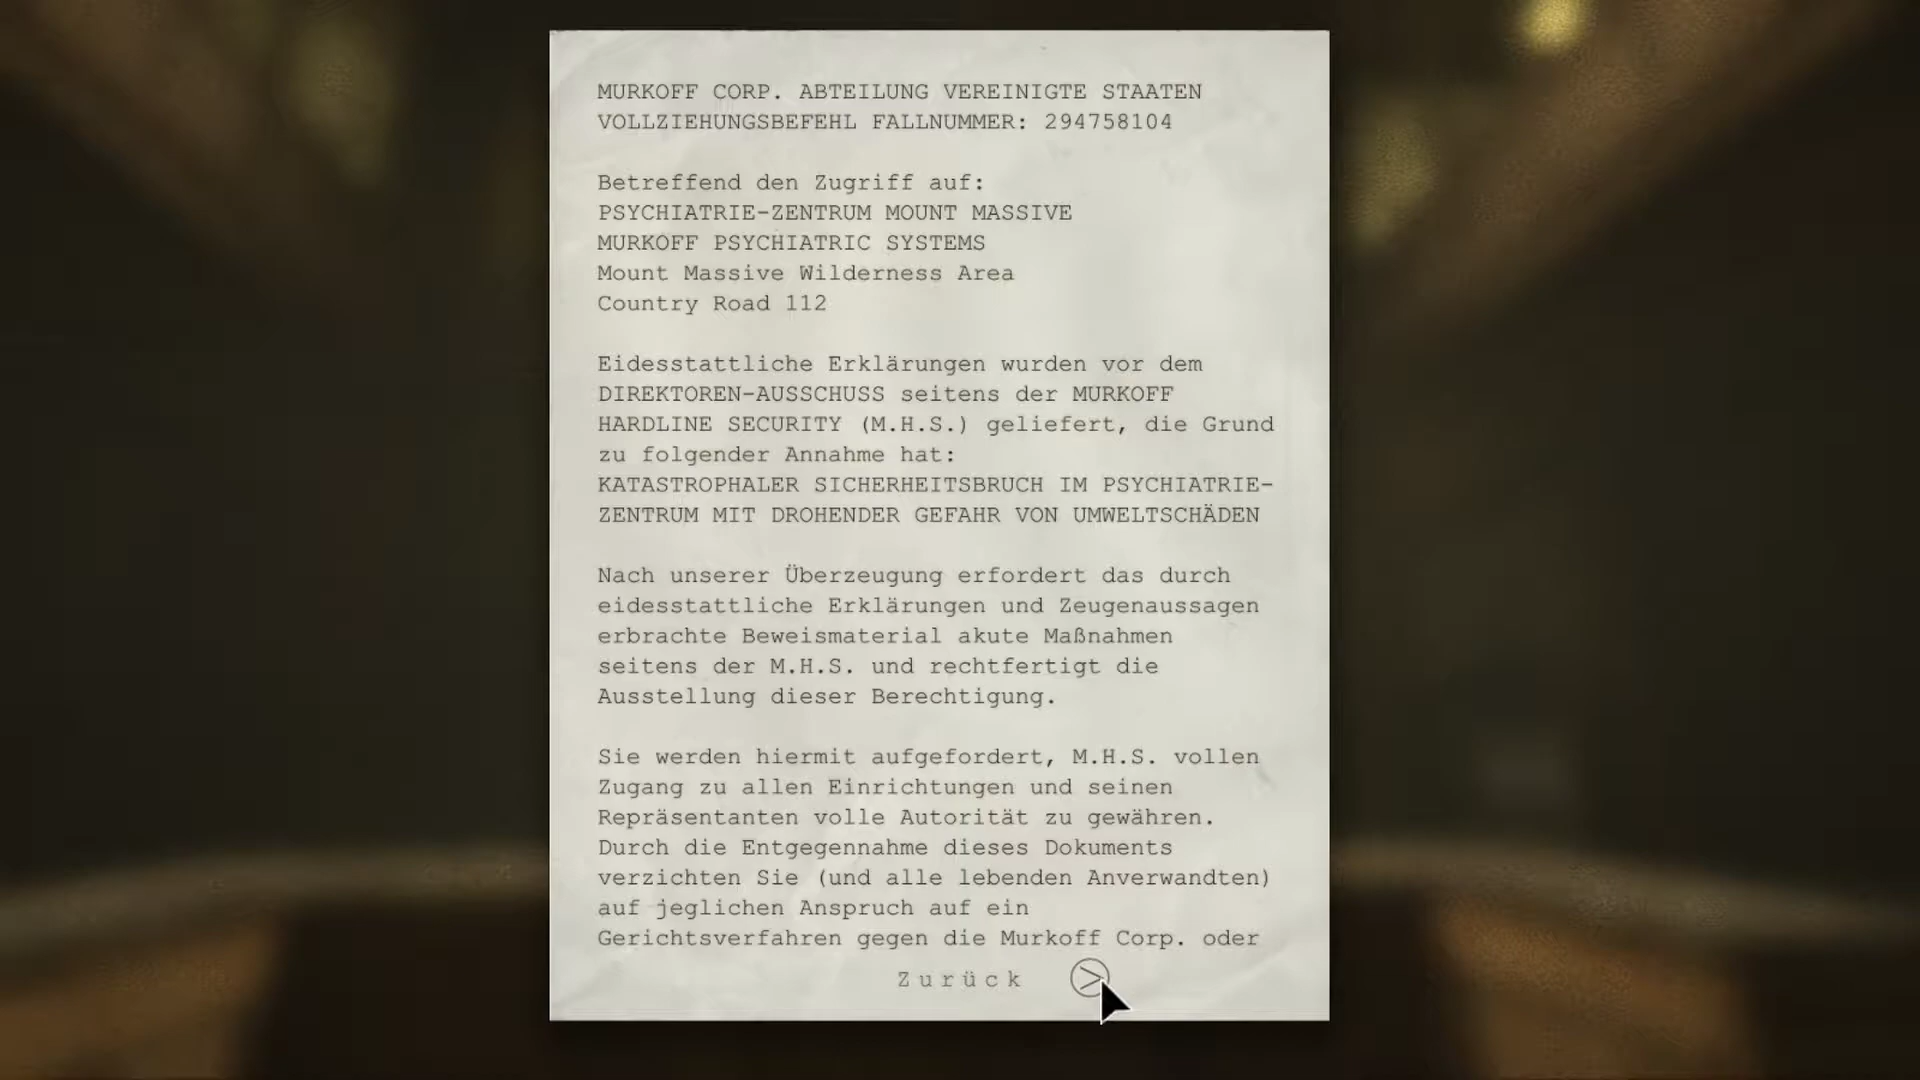 MURKOFF CORP. ABTEILUNG VEREINIGTE STAATEN
VOLLZIEHUNGSBEFEHL FALLNUMMER: 294758104
Betreffend den Zugriff auf:
PSYCHIATRIE-ZENTRUM MOUNT MASSIVE
MURKOFF PSYCHIATRIC SYSTEMS
Mount Massive Wilderness Area
Country Road 112
Eidesstattliche Erklärungen wurden vor dem
DIREKTOREN-AUSSCHUSS seitens der MURKOFF
HARDLINE SECURITY (M.H.S.) geliefert, die Grund
zu folgender Annahme hat:
KATASTROPHALER SICHERHEITSBRUCH IM PSYCHIATRIE-
ZENTRUM MIT DROHENDER GEFAHR VON UMWELTSCHÄDEN
Nach unserer Überzeugung erfordert das durch
eidesstattliche Erklärungen und Zeugenaussagen
erbrachte Beweismaterial akute Maßnahmen
seitens der M.H.S. und rechtfertigt die
Ausstellung dieser Berechtigung.
Sie werden hiermit aufgefordert, M.H.S. vollen
Zugang zu allen Einrichtungen und seinen
Repräsentanten volle Autorität zu gewähren.
Durch die Entgegennahme dieses Dokuments
verzichten Sie (und alle lebenden Anverwandten)
auf jeglichen Anspruch auf ein
Gerichtsverfahren gegen die Murkoff Corp. oder
Zurück >